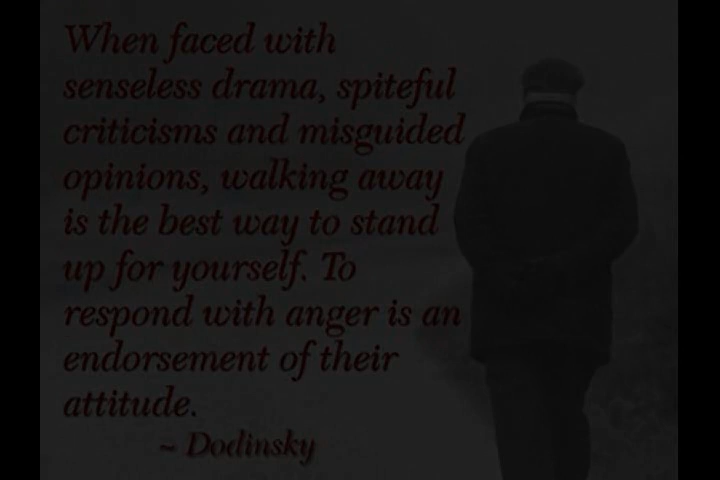 When faced with
senseless drama, spiteful
criticisms and misguided
opinions, walking away
is the best way to stand
up for yourself. To
respond with anger is an
endorsement of their
attitude.
~ Dodinsky